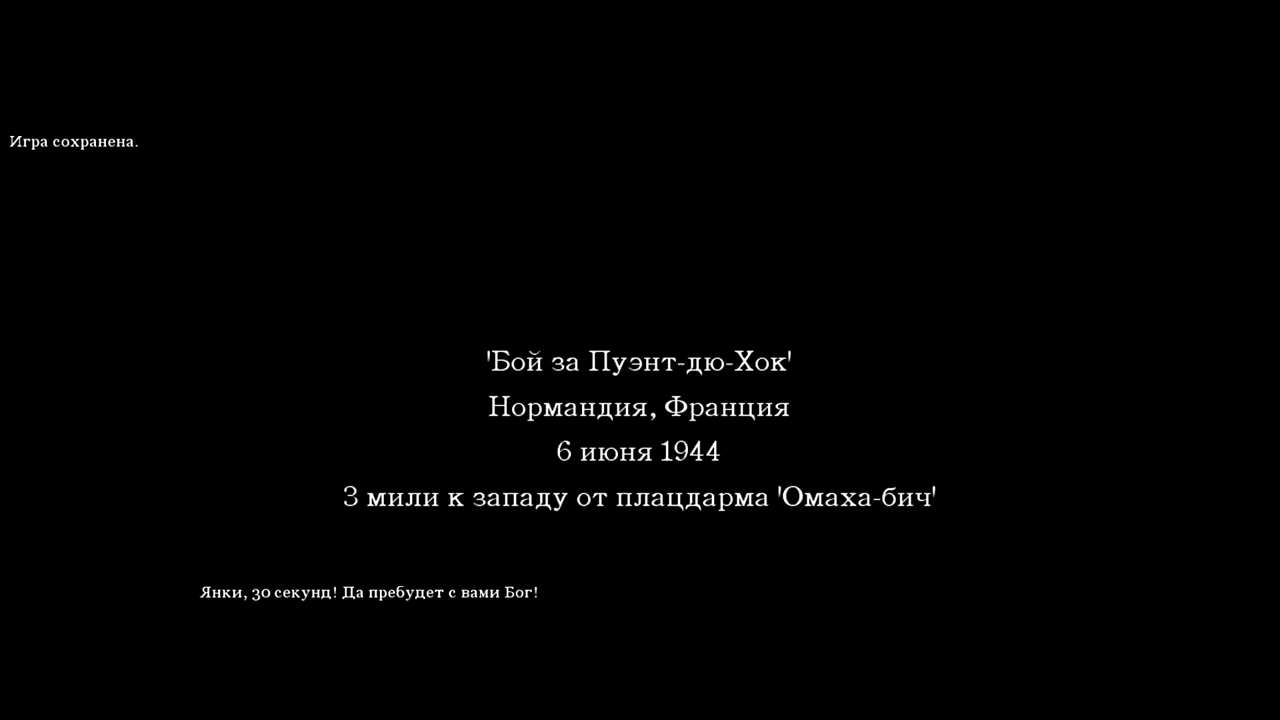 Игра сохранена.
'Бой за Пуэнт-дю-Хок'
Нормандия, Франция
6 июня 1944
3 мили к западу от плацдарма 'Омаха-бич'
Янки, 30 секунд! Да пребудет с вами Бог!